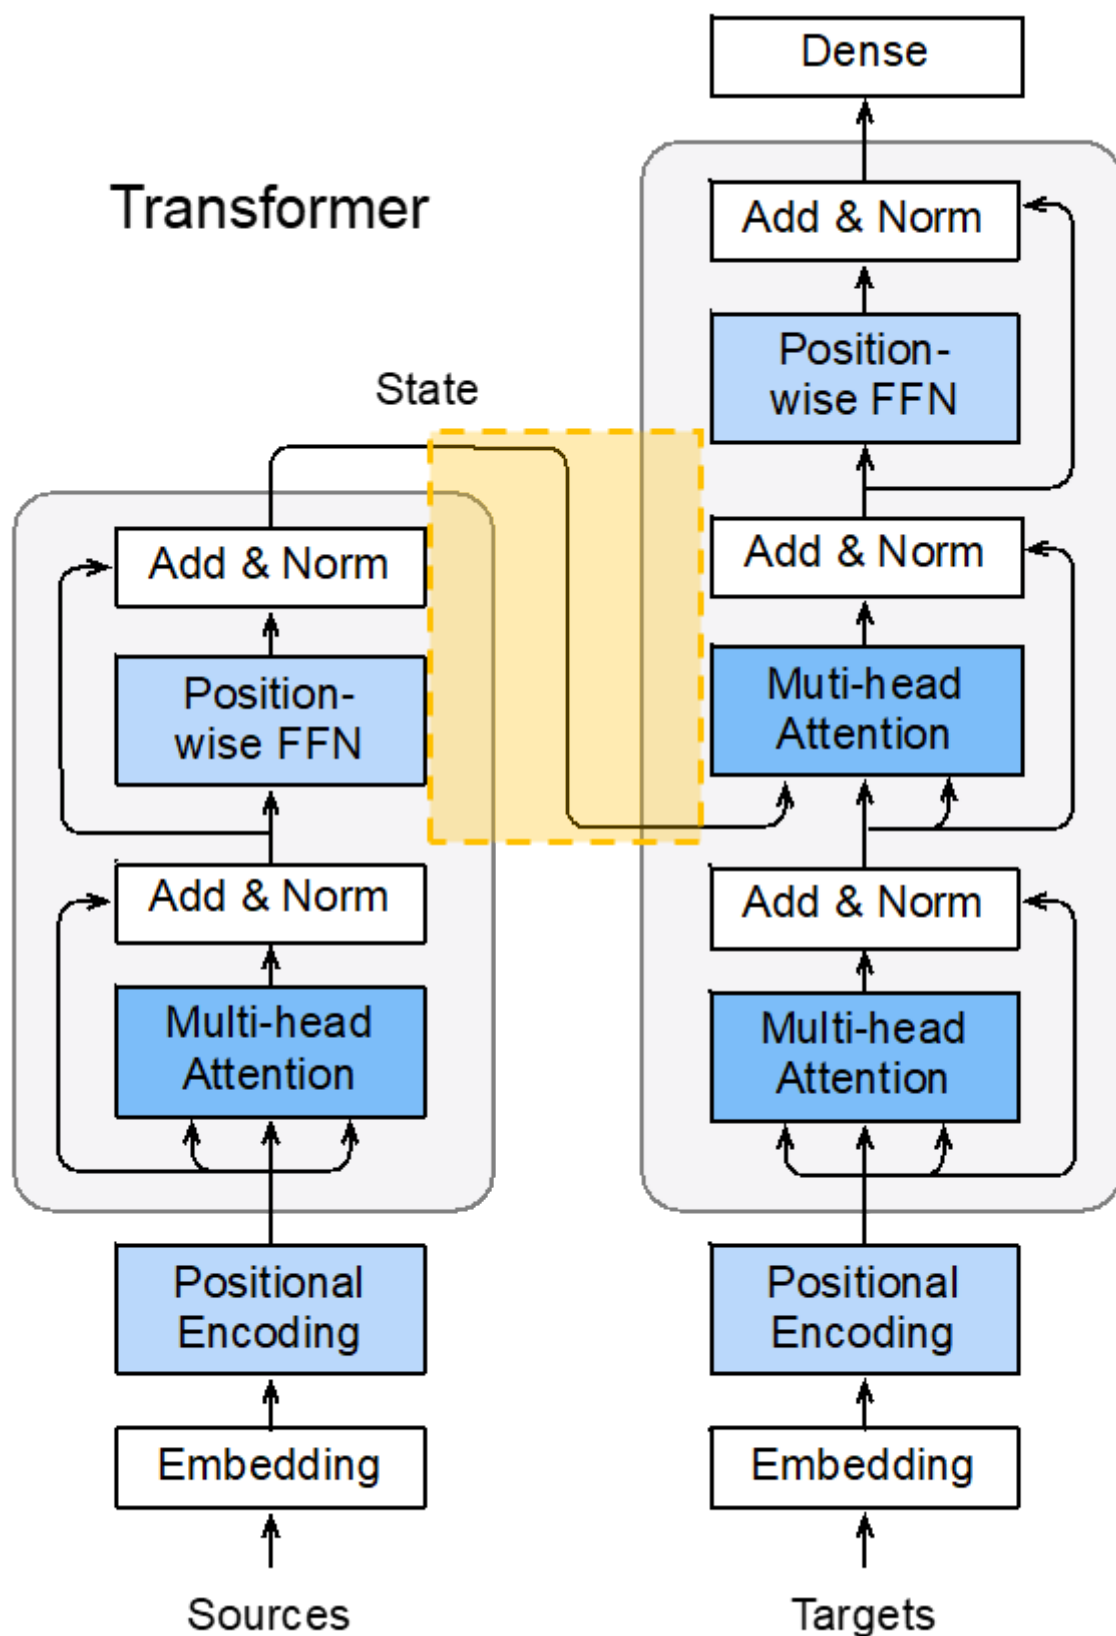 Transformer
State
Add & Norm
Position-
wise FFN
Add & Norm
Multi-head
Attention
Positional
Encoding
Embedding
Sources
Dense
Add & Norm
Position-
wise FFN
Add & Norm
Muti-head
Attention
Add & Norm
Multi-head
Attention
Positional
Encoding
Embedding
Targets